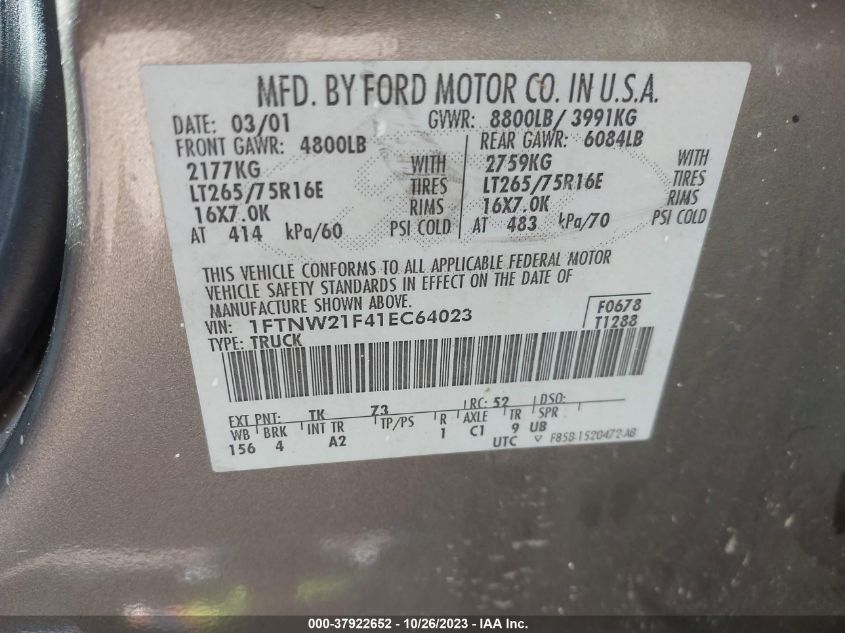 MFD. BY FORD MOTOR CO. IN U.S.A.
DATE: 03/01 GVWR: 8800LB/ 3991KG
FRONT GAWR: 4800LB REAR GAWR: 6084LB
2177KG WITH 2759KG WITH
LT265/75R16E TIRES LT265/75R16E TIRES
16X7.0K RIMS 16X7.0K RIMS
AT 414 kPa/60 PSI COLD AT 483 kPa/70 PSI COLD
THIS VEHICLE CONFORMS TO ALL APPLICABLE FEDERAL MOTOR
VEHICLE SAFETY STANDARDS IN EFFECT ON THE DATE OF
MANUFACTURE SHOWN ABOVE.
VIN: 1FTNW21F41EC64023 F0678
TYPE: TRUCK T1288
EXT PNT: TK Z3 RC: 52 DSO:
WB BRK INT TR TP/PS R AXLE TR SPR
156 4 A2 1 C1 9 UB
UTC F85B-1520472-AB
000-37922652 - 10/26/2023 - IAAI Inc.